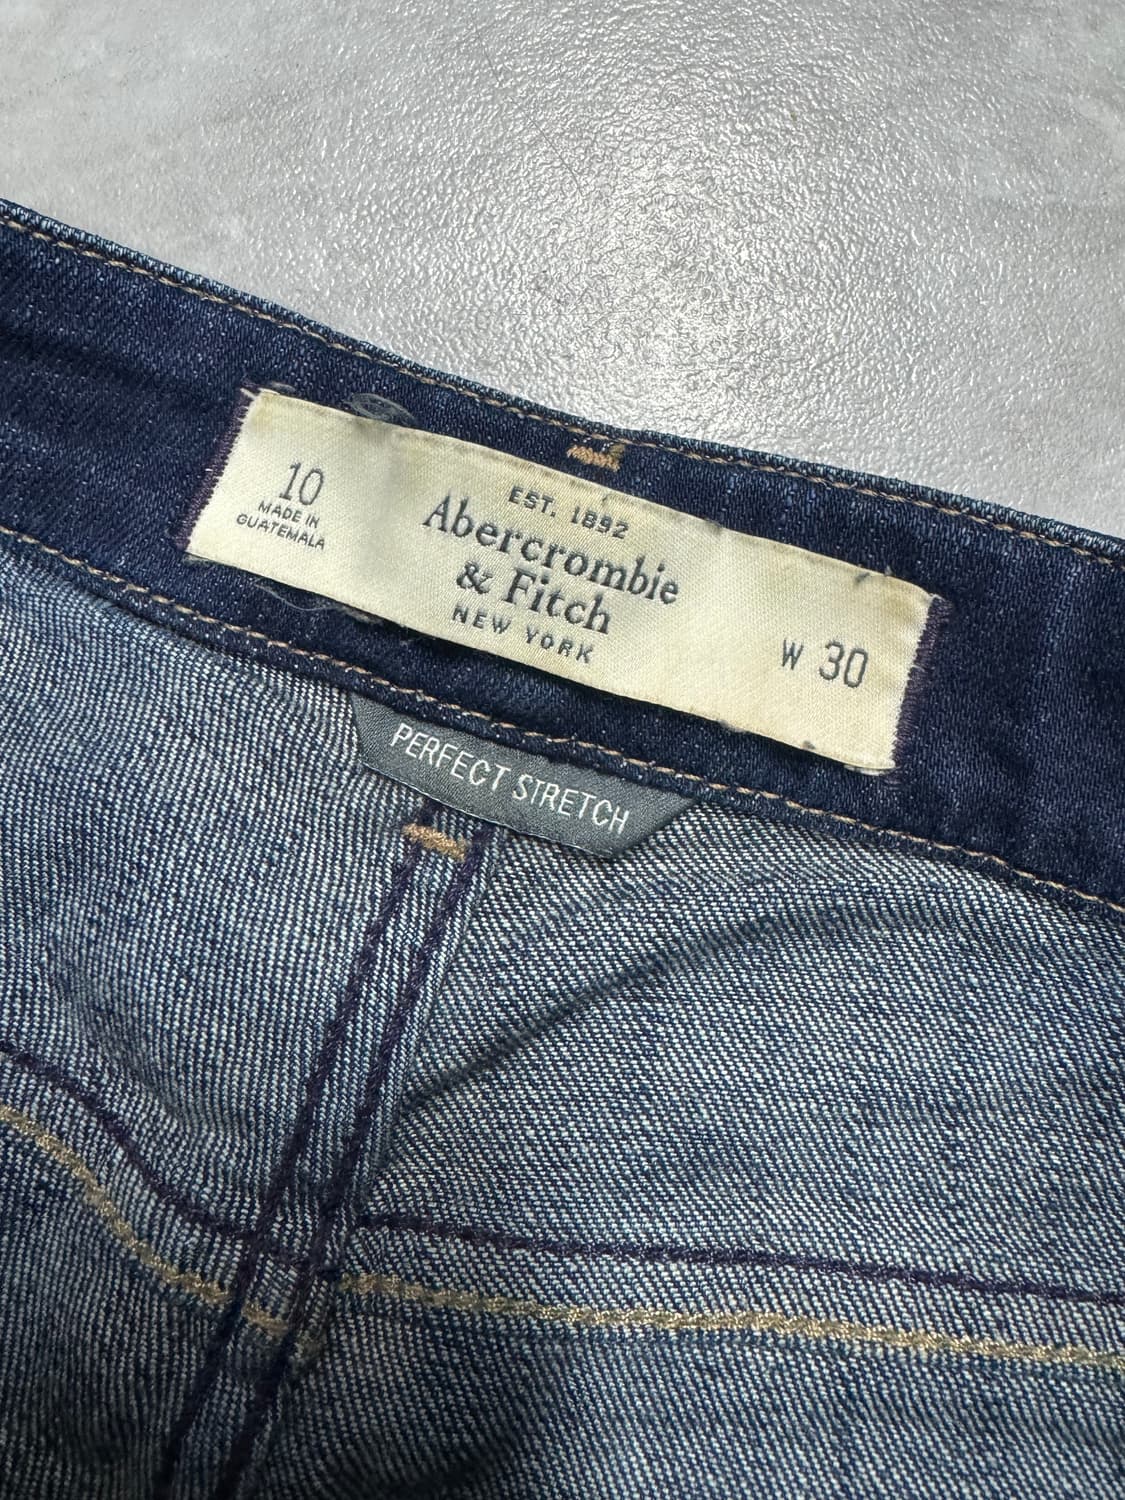 10
MADE IN
GUATEMALA
EST. 1892
Abercrombie
& Fitch
NEW YORK
W 30
PERFECT STRETCH